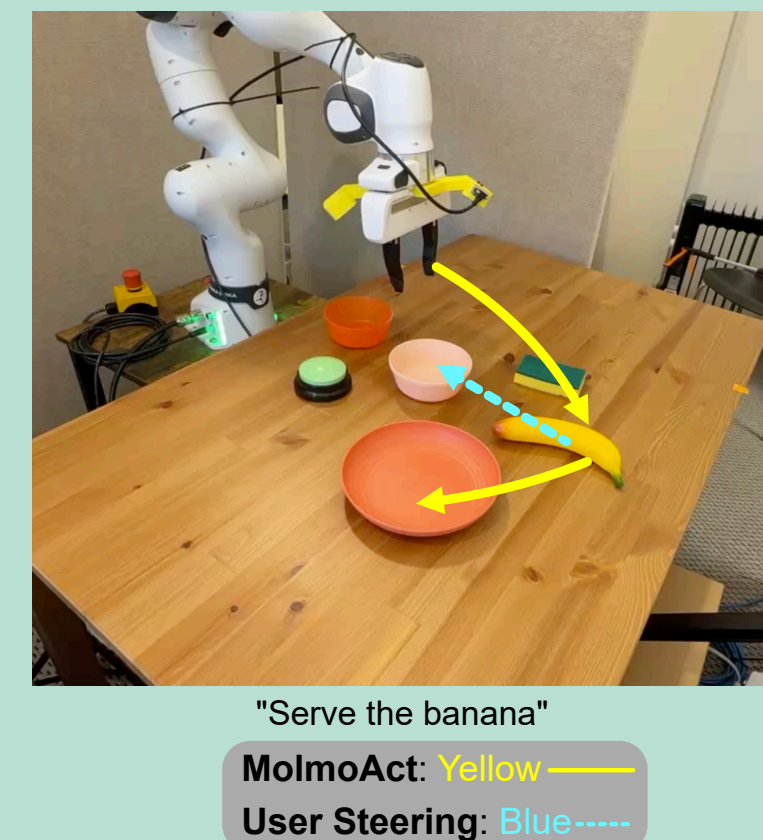 "Serve the banana"
MolmoAct: Yellow
User Steering: Blue